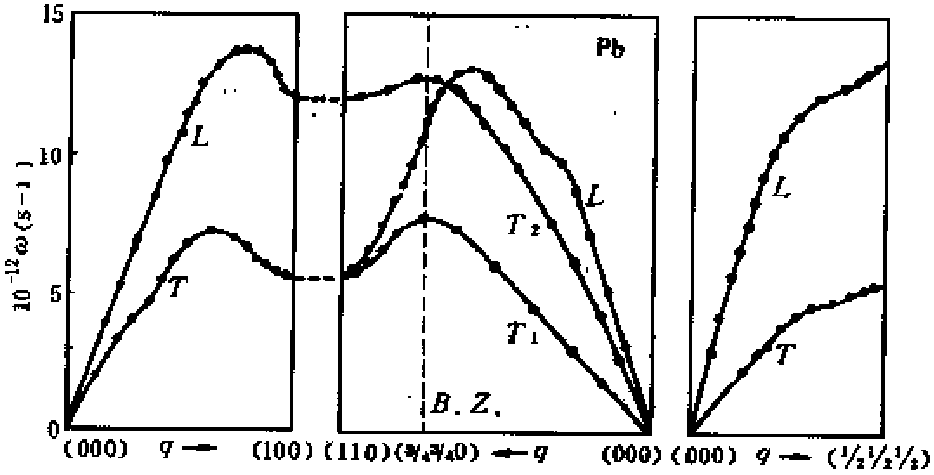 15
Pb
L
10
L
L
T₂
10⁻¹² ω (s⁻¹)
5
T
T₁
T
B. Z.
0
(000) q → (100) (110) (¾¾0) ← q (000) (000) q → (½½½)